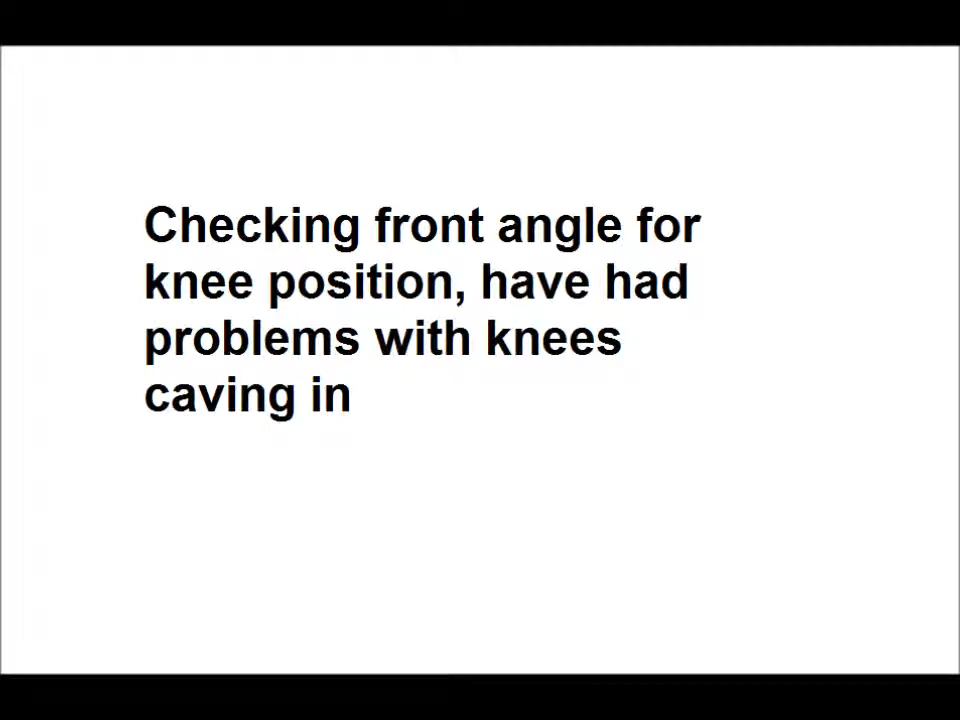 Checking front angle for
knee position, have had
problems with knees
caving in